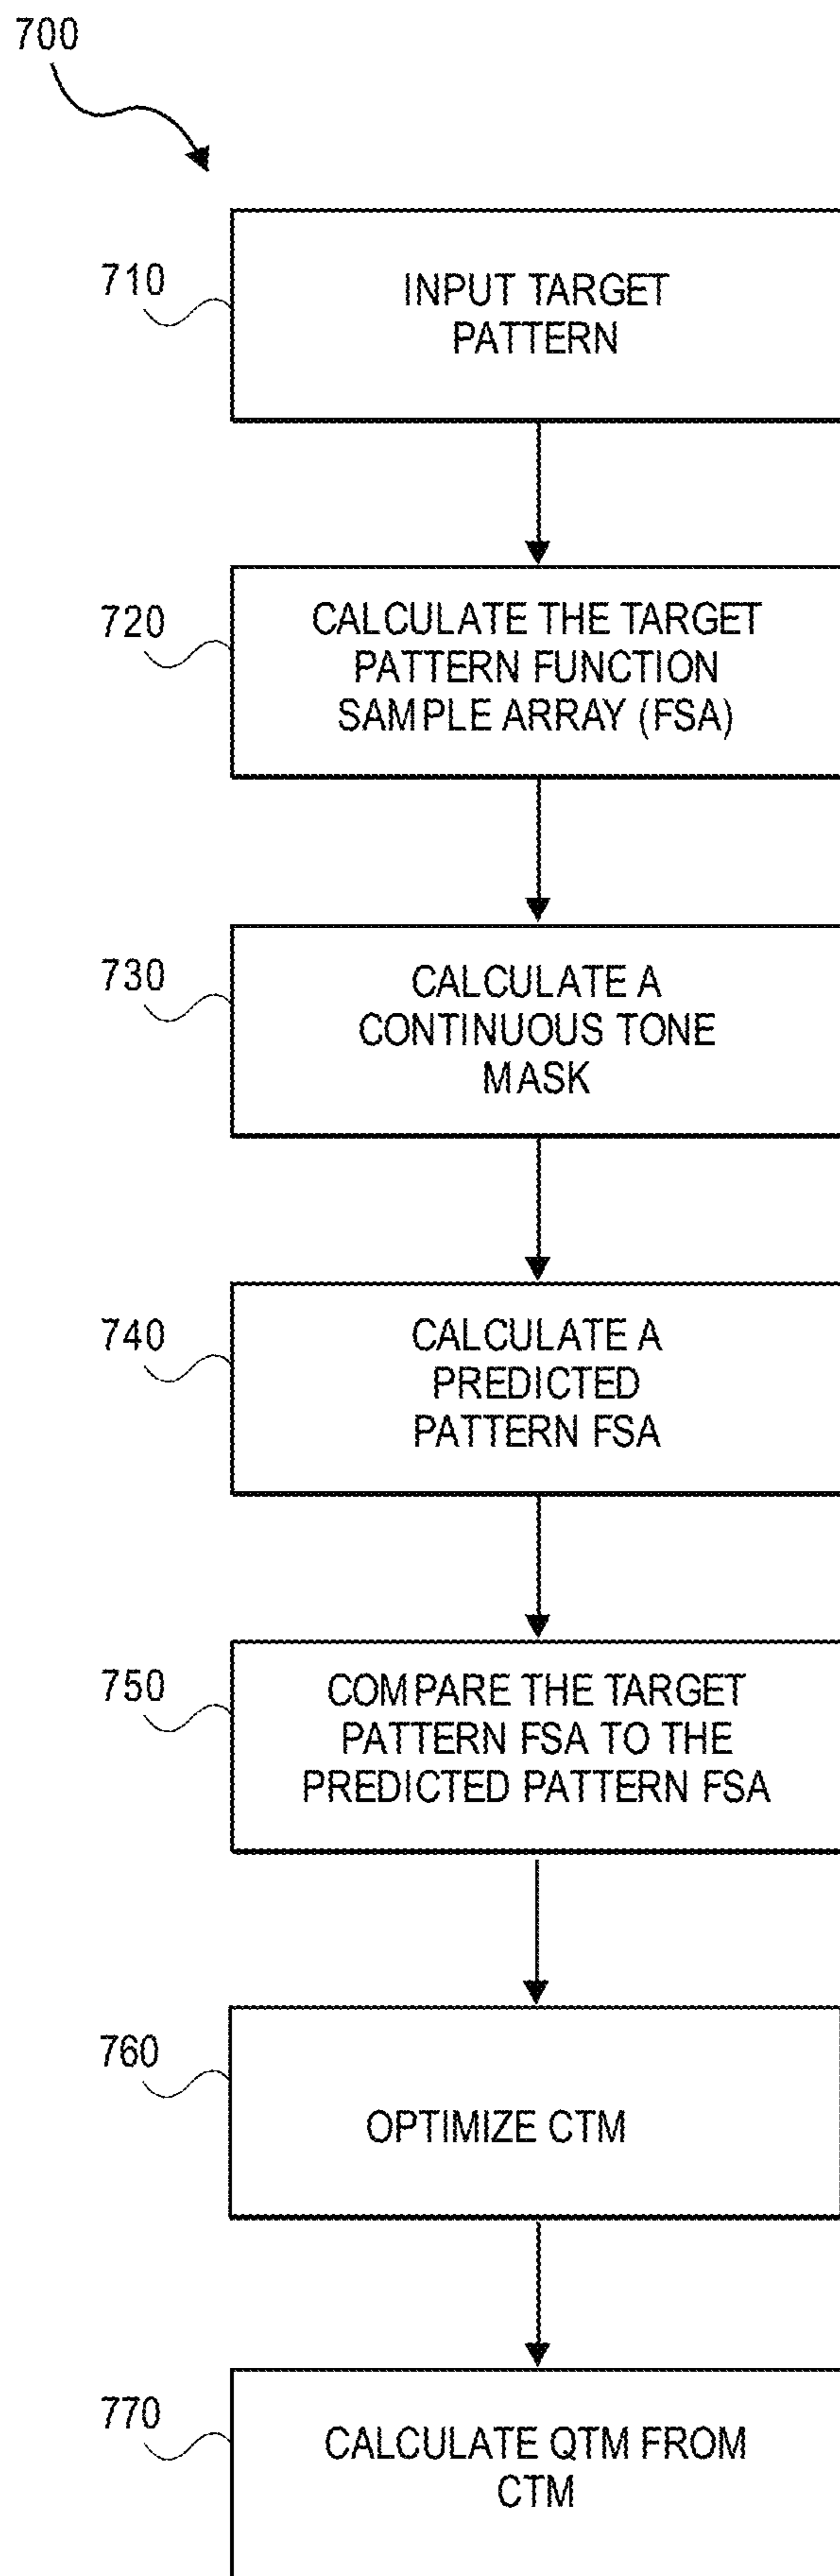 700
710
INPUT TARGET
PATTERN
720
CALCULATE THE TARGET
PATTERN FUNCTION
SAMPLE ARRAY (FSA)
730
CALCULATE A
CONTINUOUS TONE
MASK
740
CALCULATE A
PREDICTED
PATTERN FSA
750
COMPARE THE TARGET
PATTERN FSA TO THE
PREDICTED PATTERN FSA
760
OPTIMIZE CTM
770
CALCULATE QTM FROM
CTM